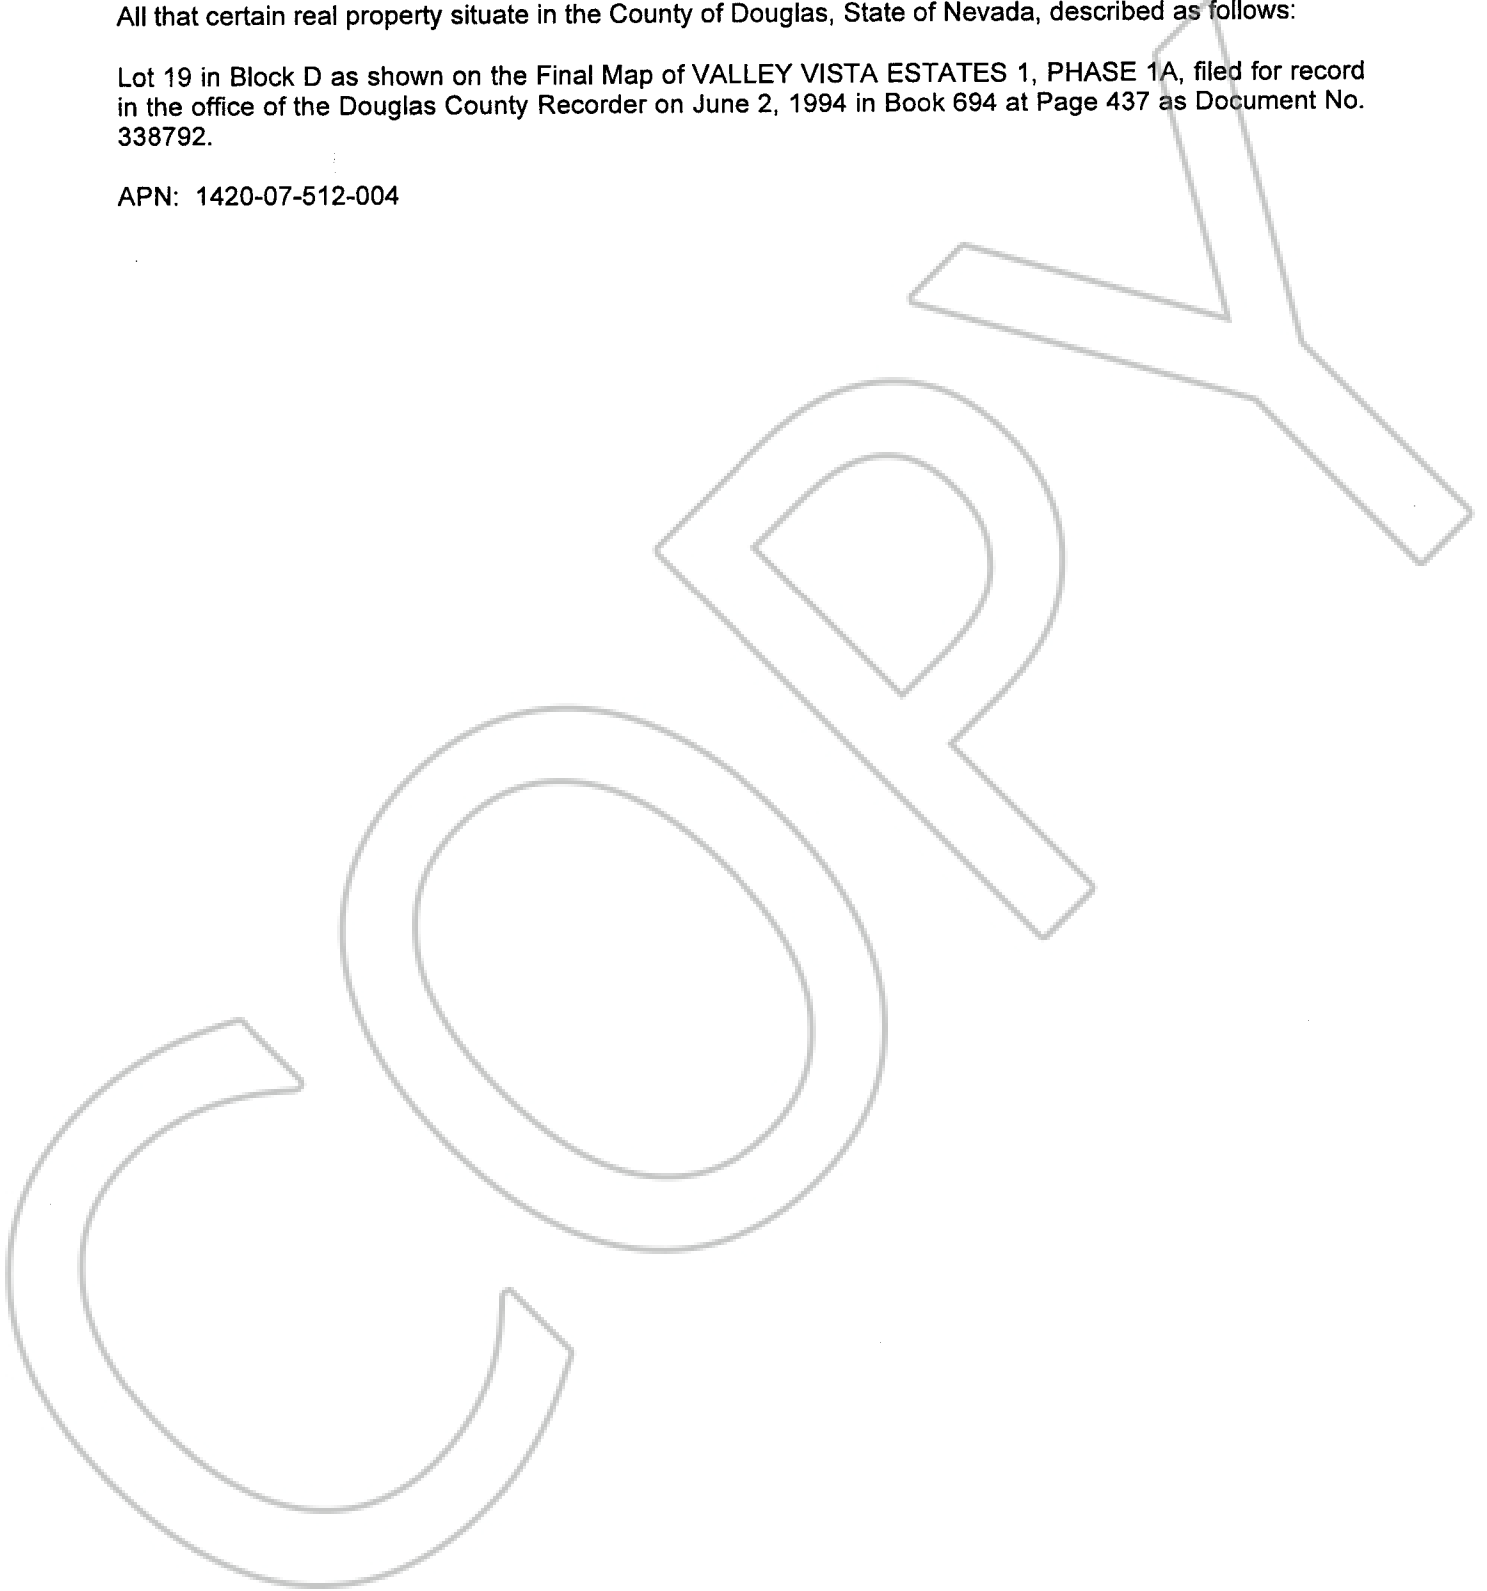 All that certain real property situate in the County of Douglas, State of Nevada, described as follows:
Lot 19 in Block D as shown on the Final Map of VALLEY VISTA ESTATES 1, PHASE 1A, filed for record
in the office of the Douglas County Recorder on June 2, 1994 in Book 694 at Page 437 as Document No.
338792.
APN: 1420-07-512-004
COPY